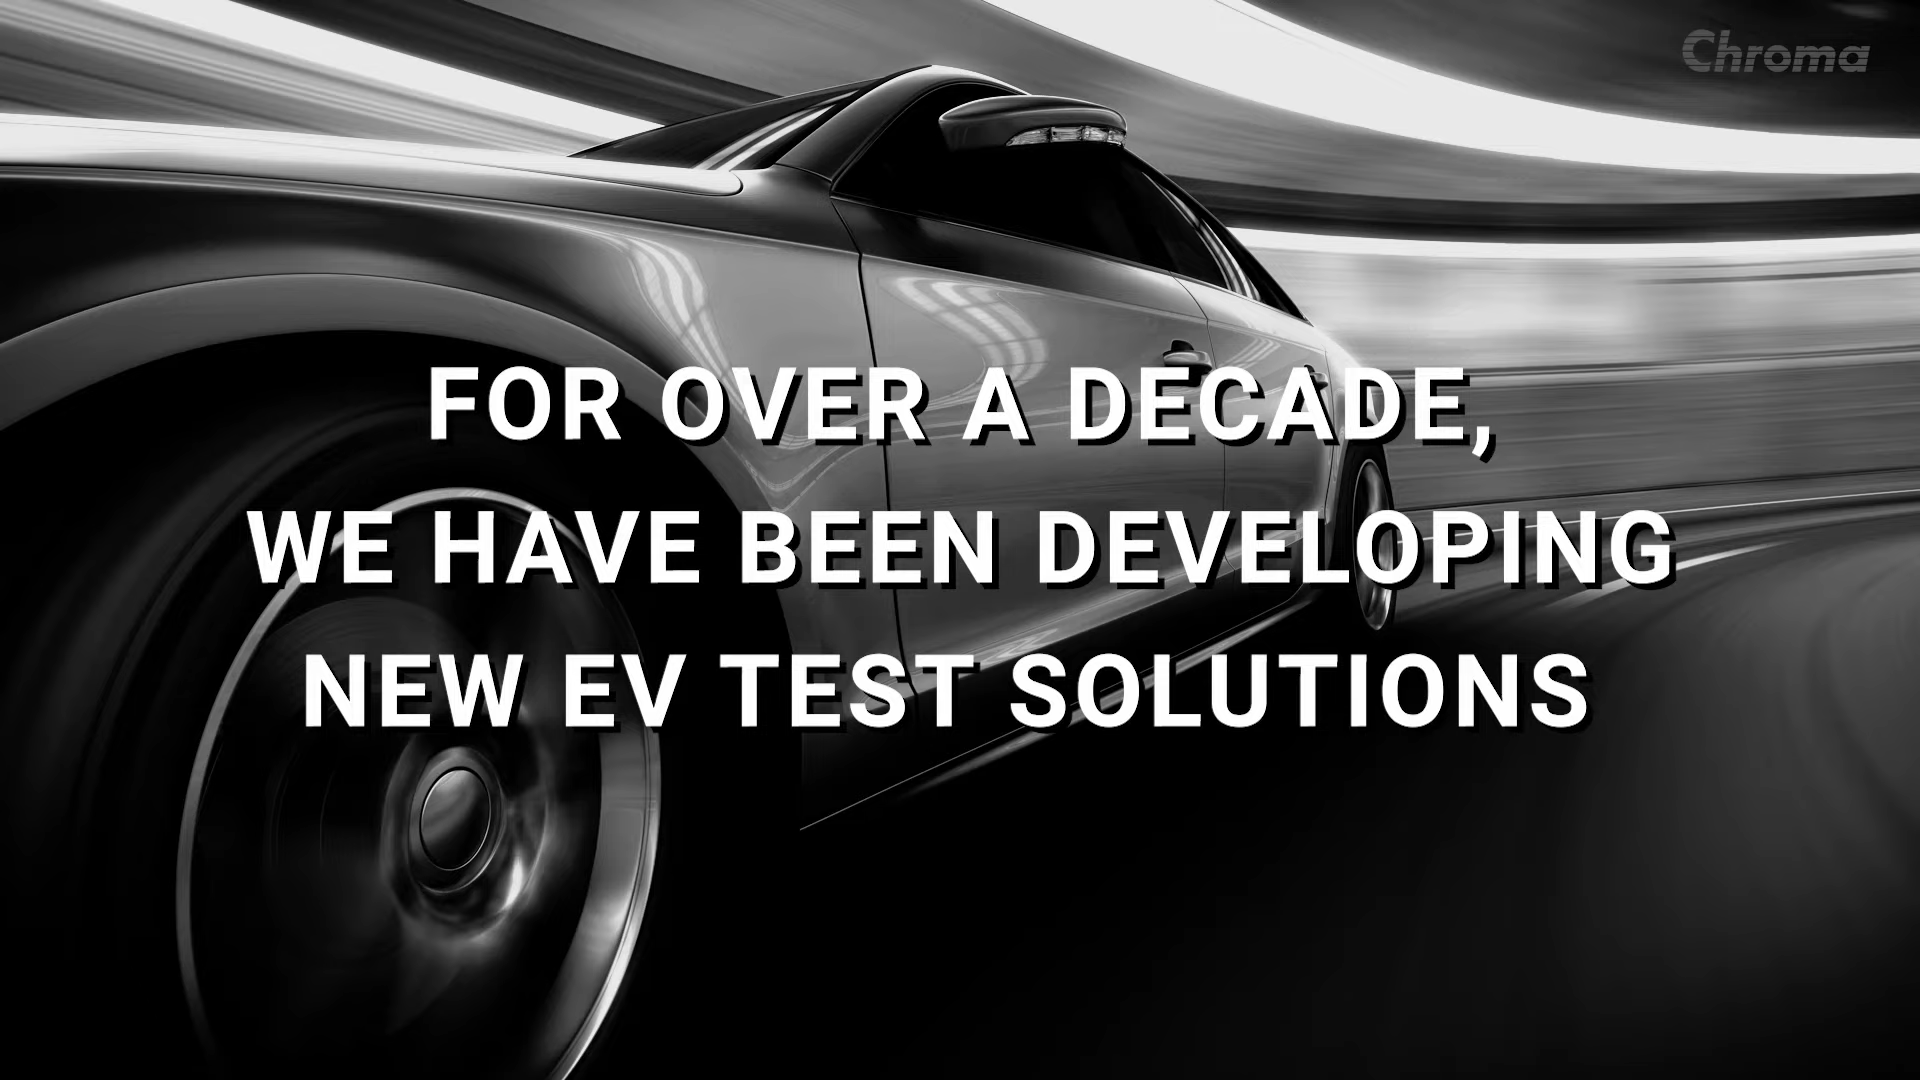 Chroma
FOR OVER A DECADE,
WE HAVE BEEN DEVELOPING
NEW EV TEST SOLUTIONS